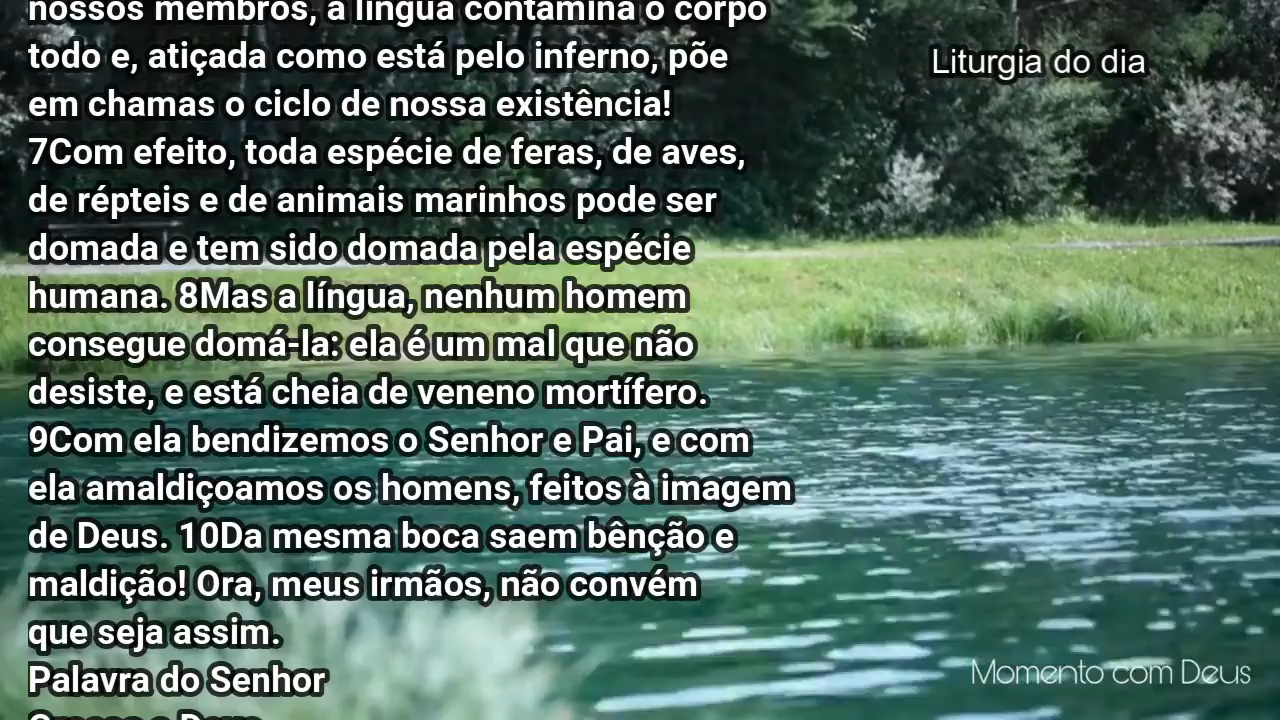 nossos membros, a língua contamina o corpo
todo e, atiçada como está pelo inferno, põe
em chamas o ciclo de nossa existência!
7Com efeito, toda espécie de feras, de aves,
de répteis e de animais marinhos pode ser
domada e tem sido domada pela espécie
humana. 8Mas a língua, nenhum homem
consegue domá-la: ela é um mal que não
desiste, e está cheia de veneno mortífero.
9Com ela bendizemos o Senhor e Pai, e com
ela amaldiçoamos os homens, feitos à imagem
de Deus. 10Da mesma boca saem bênção e
maldição! Ora, meus irmãos, não convém
que seja assim.
Palavra do Senhor
Liturgia do dia
Momento com Deus